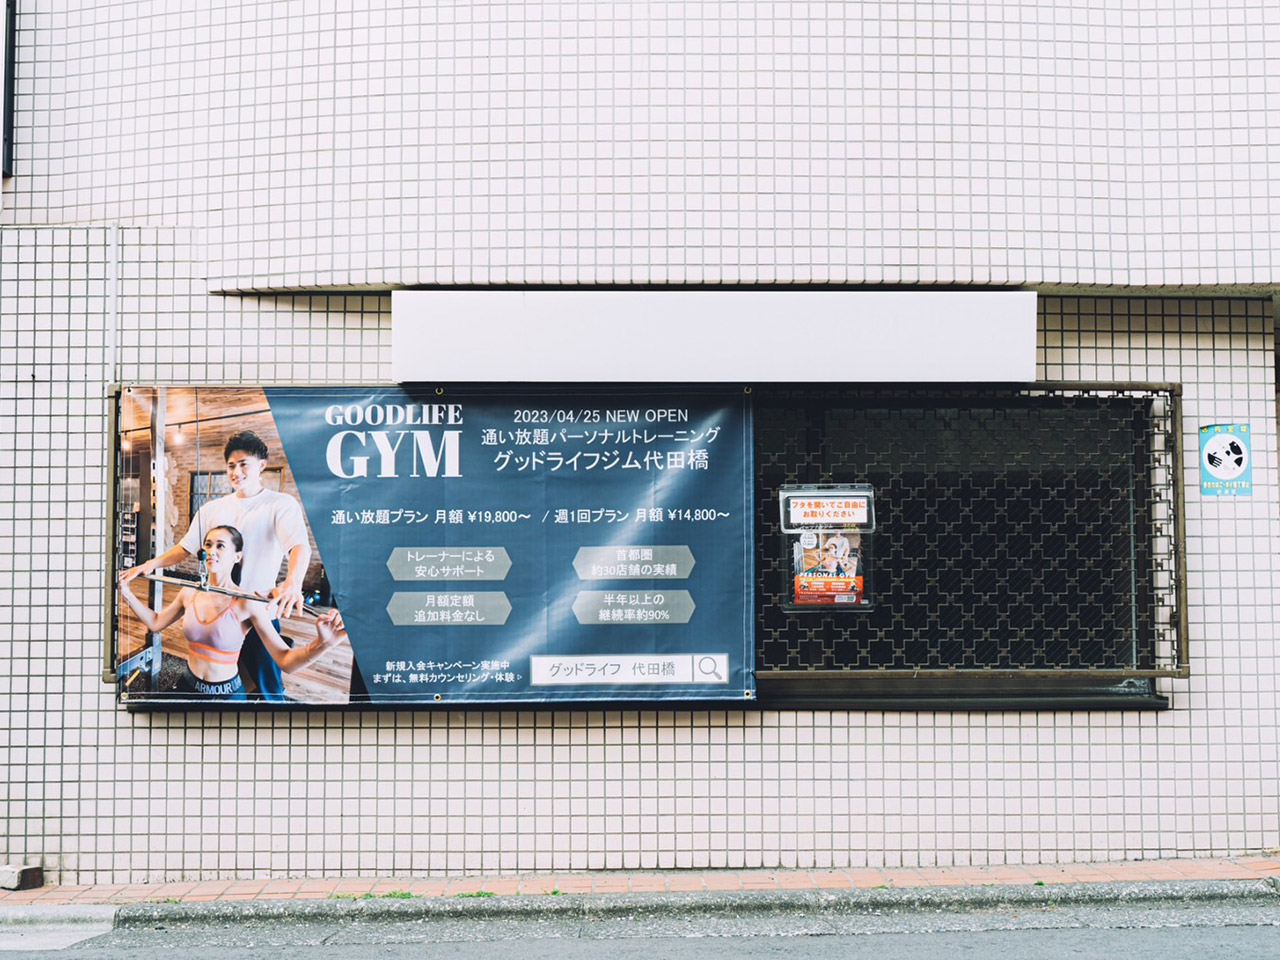 GOODLIFE
GYM
2023/04/25 NEW OPEN
通い放題パーソナルトレーニング
グッドライフジム代田橋
通い放題プラン 月額 ¥19,800～ / 週1回プラン 月額 ¥14,800～
トレーナーによる
安心サポート
首都圏
約30店舗の実績
月額定額
追加料金なし
半年以上の
継続率約90%
新規入会キャンペーン実施中
まずは、無料カウンセリング・体験▷
グッドライフ 代田橋
ARMOUR
フタを開いてご自由に
お取りください
PERSONAL GYM